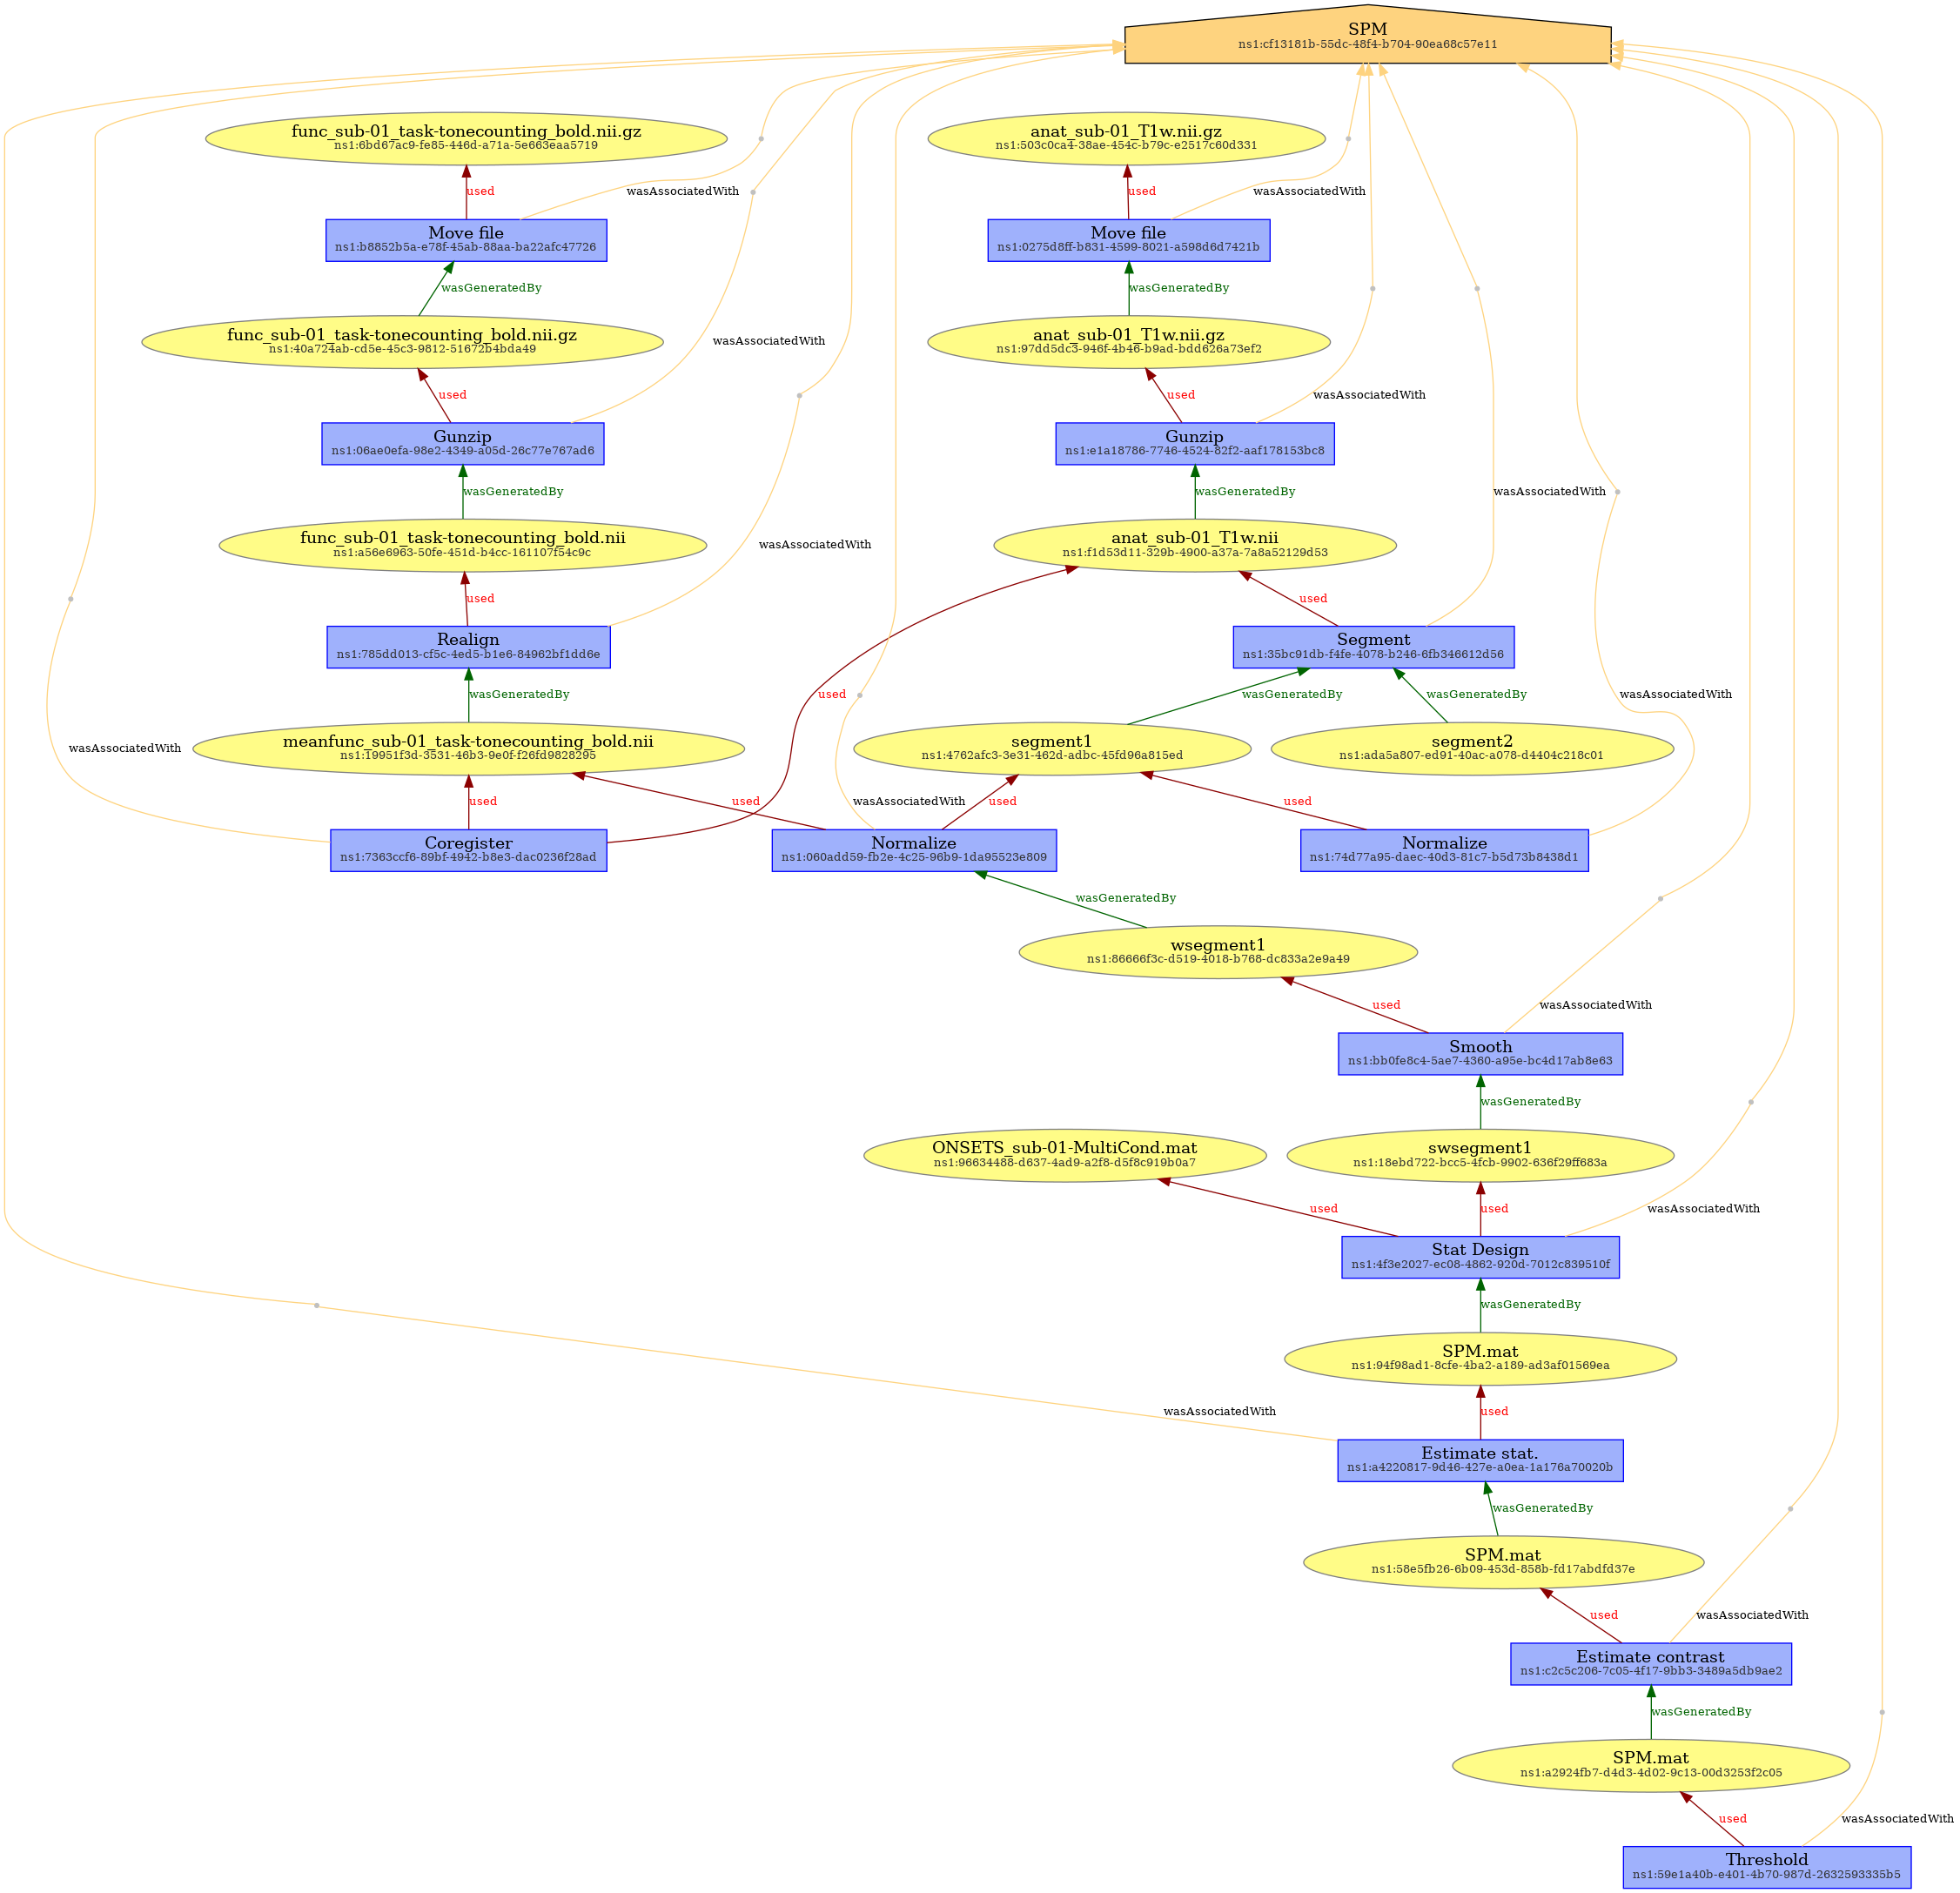 SPM
ns1:cf13181b-55dc-48f4-b704-90ea68c57e11
func_sub-01_task-tonecounting_bold.nii.gz
ns1:6bd67ac9-fe85-446d-a71a-5e663eaa5719
anat_sub-01_T1w.nii.gz
ns1:503c0ca4-38ae-454c-b79c-e2517c60d331
used
wasAssociatedWith
used
wasAssociatedWith
Move file
ns1:b8852b5a-e78f-45ab-88aa-ba22afc47726
Move file
ns1:0275d8ff-b831-4599-8021-a598d6d7421b
wasGeneratedBy
wasGeneratedBy
func_sub-01_task-tonecounting_bold.nii.gz
ns1:40a724ab-cd5e-45c3-9812-51672b4bda49
wasAssociatedWith
anat_sub-01_T1w.nii.gz
ns1:97dd5dc3-946f-4b46-b9ad-bdd626a73ef2
used
used
wasAssociatedWith
Gunzip
ns1:06ae0efa-98e2-4349-a05d-26c77e767ad6
Gunzip
ns1:e1a18786-7746-4524-82f2-aaf178153bc8
wasGeneratedBy
wasGeneratedBy
wasAssociatedWith
func_sub-01_task-tonecounting_bold.nii
ns1:a56e6963-50fe-451d-b4cc-161107f54c9c
wasAssociatedWith
anat_sub-01_T1w.nii
ns1:f1d53d11-329b-4900-a37a-7a8a52129d53
used
used
Realign
ns1:785dd013-cf5c-4ed5-b1e6-84962bf1dd6e
Segment
ns1:35bc91db-f4fe-4078-b246-6fb346612d56
wasGeneratedBy
used
wasGeneratedBy
wasGeneratedBy
wasAssociatedWith
wasAssociatedWith
meanfunc_sub-01_task-tonecounting_bold.nii
ns1:19951f3d-3531-46b3-9e0f-f26fd9828295
segment1
ns1:4762afc3-3e31-462d-adbc-45fd96a815ed
segment2
ns1:ada5a807-ed91-40ac-a078-d4404c218c01
used
used
wasAssociatedWith
used
used
Coregister
ns1:7363ccf6-89bf-4942-b8e3-dac0236f28ad
Normalize
ns1:060add59-fb2e-4c25-96b9-1da95523e809
Normalize
ns1:74d77a95-daec-40d3-81c7-b5d73b8438d1
wasGeneratedBy
wsegment1
ns1:86666f3c-d519-4018-b768-dc833a2e9a49
used
wasAssociatedWith
Smooth
ns1:bb0fe8c4-5ae7-4360-a95e-bc4d17ab8e63
wasGeneratedBy
ONSETS_sub-01-MultiCond.mat
ns1:96634488-d637-4ad9-a2f8-d5f8c919b0a7
swsegment1
ns1:18ebd722-bcc5-4fcb-9902-636f29ff683a
used
used
wasAssociatedWith
Stat Design
ns1:4f3e2027-ec08-4862-920d-7012c839510f
wasGeneratedBy
SPM.mat
ns1:94f98ad1-8cfe-4ba2-a189-ad3af01569ea
wasAssociatedWith
used
Estimate stat.
ns1:a4220817-9d46-427e-a0ea-1a176a70020b
wasGeneratedBy
SPM.mat
ns1:58e5fb26-6b09-453d-858b-fd17abdfd37e
used
wasAssociatedWith
Estimate contrast
ns1:c2c5c206-7c05-4f17-9bb3-3489a5db9ae2
wasGeneratedBy
SPM.mat
ns1:a2924fb7-d4d3-4d02-9c13-00d3253f2c05
used
wasAssociatedWith
Threshold
ns1:59e1a40b-e401-4b70-987d-2632593335b5